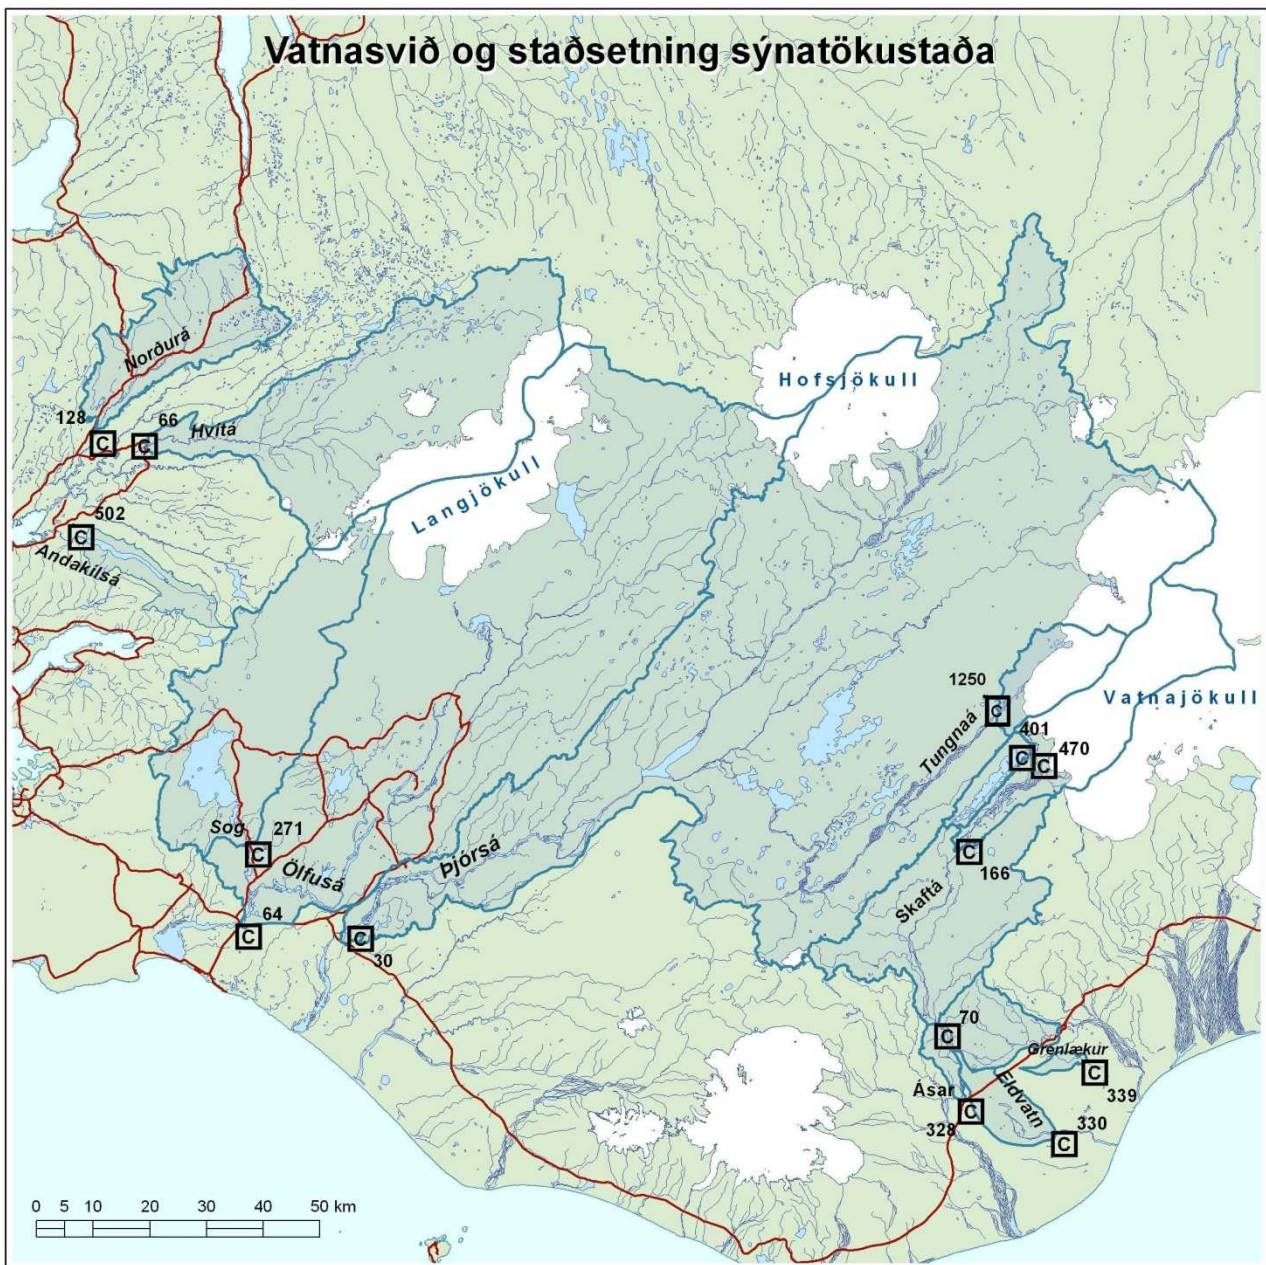 Vatnasvið og staðsetning sýnatökustaða
Norðurá
128
C
66
C
Hvítá
502
C
Andakílsá
Langjökull
Hofsjökull
Vatnajökull
1250
C
Tungnaá
401
C
470
C
Sog
271
C
Ölfusá
Þjórsá
64
C
C
30
Skaftá
C
166
70
C
Grenlækur
C
339
Ásar
C
328
Eldvatn
330
C
0 5 10 20 30 40 50 km